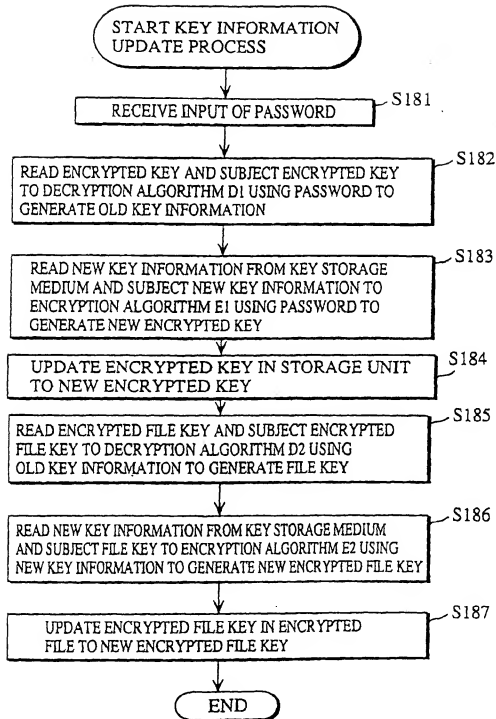 START KEY INFORMATION
UPDATE PROCESS
S181
RECEIVE INPUT OF PASSWORD
S182
READ ENCRYPTED KEY AND SUBJECT ENCRYPTED KEY
TO DECRYPTION ALGORITHM D1 USING PASSWORD TO
GENERATE OLD KEY INFORMATION
S183
READ NEW KEY INFORMATION FROM KEY STORAGE
MEDIUM AND SUBJECT NEW KEY INFORMATION TO
ENCRYPTION ALGORITHM E1 USING PASSWORD TO
GENERATE NEW ENCRYPTED KEY
S184
UPDATE ENCRYPTED KEY IN STORAGE UNIT
TO NEW ENCRYPTED KEY
S185
READ ENCRYPTED FILE KEY AND SUBJECT ENCRYPTED
FILE KEY TO DECRYPTION ALGORITHM D2 USING
OLD KEY INFORMATION TO GENERATE FILE KEY
S186
READ NEW KEY INFORMATION FROM KEY STORAGE MEDIUM
AND SUBJECT FILE KEY TO ENCRYPTION ALGORITHM E2 USING
NEW KEY INFORMATION TO GENERATE NEW ENCRYPTED FILE KEY
S187
UPDATE ENCRYPTED FILE KEY IN ENCRYPTED
FILE TO NEW ENCRYPTED FILE KEY
END